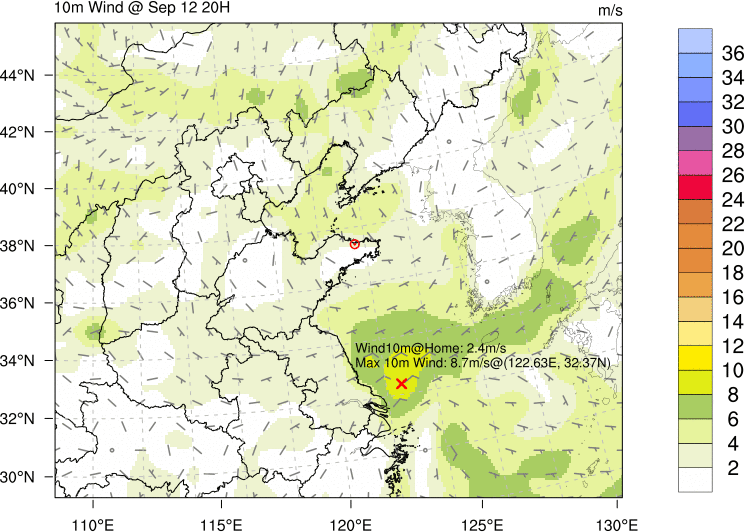 10m Wind @ Sep 12 20H
m/s
44°N
42°N
40°N
38°N
36°N
34°N
32°N
30°N
110°E
115°E
120°E
125°E
130°E
Wind10m@Home: 2.4m/s
Max 10m Wind: 8.7m/s@(122.63E, 32.37N)
36
34
32
30
28
26
24
22
20
18
16
14
12
10
8
6
4
2